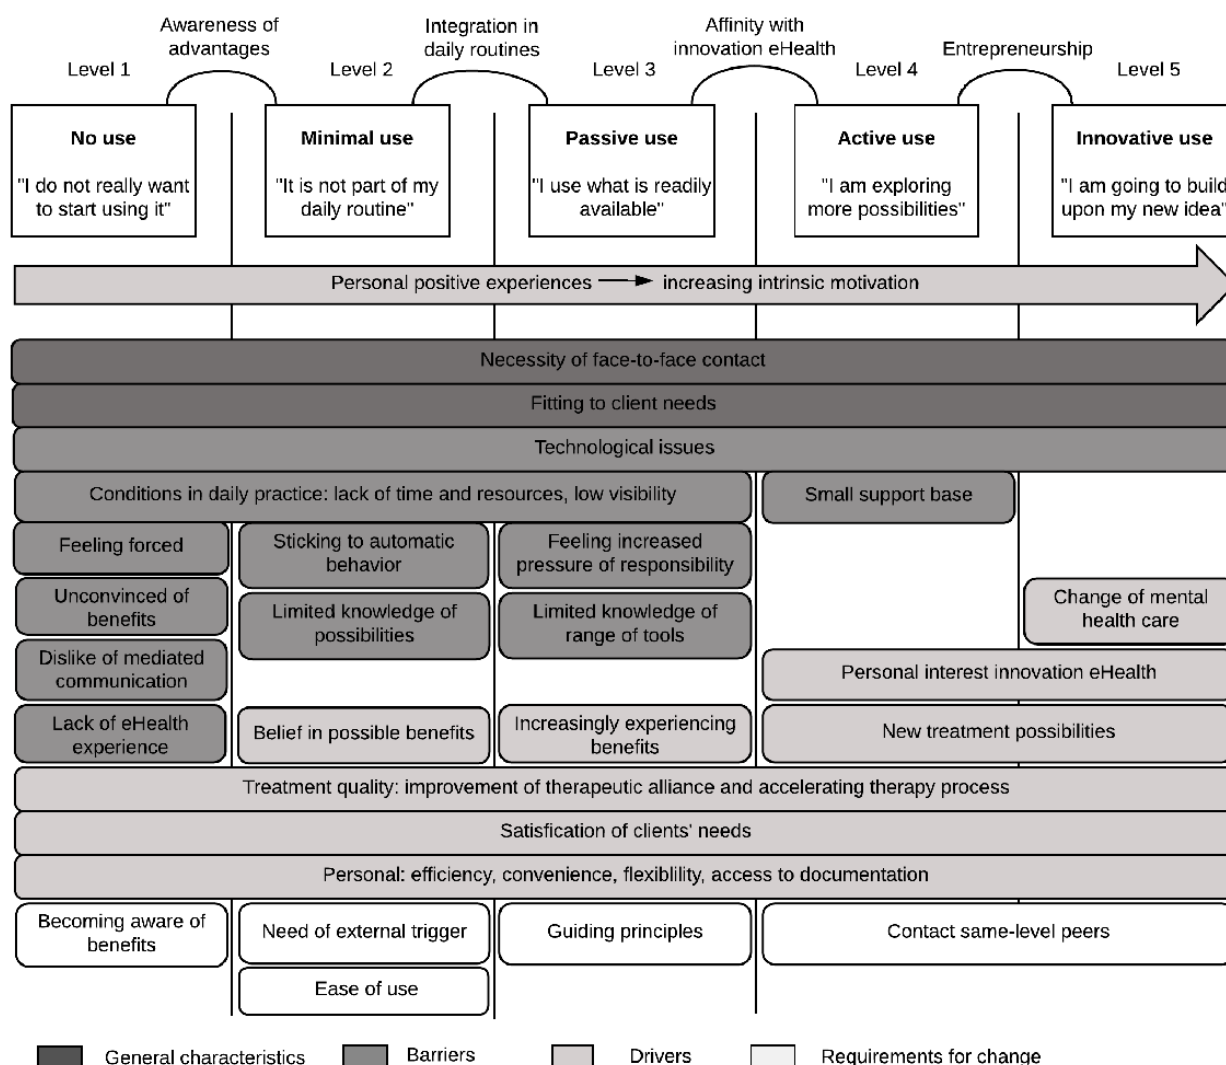 Awareness of
advantages
Integration in
daily routines
Affinity with
innovation eHealth
Entrepreneurship
Level 1
Level 2
Level 3
Level 4
Level 5
No use
"I do not really want
to start using it"
Minimal use
"It is not part of my
daily routine"
Passive use
"I use what is readily
available"
Active use
"I am exploring
more possibilities"
Innovative use
"I am going to build
upon my new idea"
Personal positive experiences → increasing intrinsic motivation
Necessity of face-to-face contact
Fitting to client needs
Technological issues
Conditions in daily practice: lack of time and resources, low visibility
Small support base
Feeling forced
Sticking to automatic
behavior
Feeling increased
pressure of responsibility
Unconvinced of
benefits
Limited knowledge of
possibilities
Limited knowledge of
range of tools
Change of mental
health care
Dislike of mediated
communication
Personal interest innovation eHealth
Lack of eHealth
experience
Belief in possible benefits
Increasingly experiencing
benefits
New treatment possibilities
Treatment quality: improvement of therapeutic alliance and accelerating therapy process
Satisfication of clients' needs
Personal: efficiency, convenience, flexiblility, access to documentation
Becoming aware of
benefits
Need of external trigger
Guiding principles
Contact same-level peers
Ease of use
General characteristics
Barriers
Drivers
Requirements for change